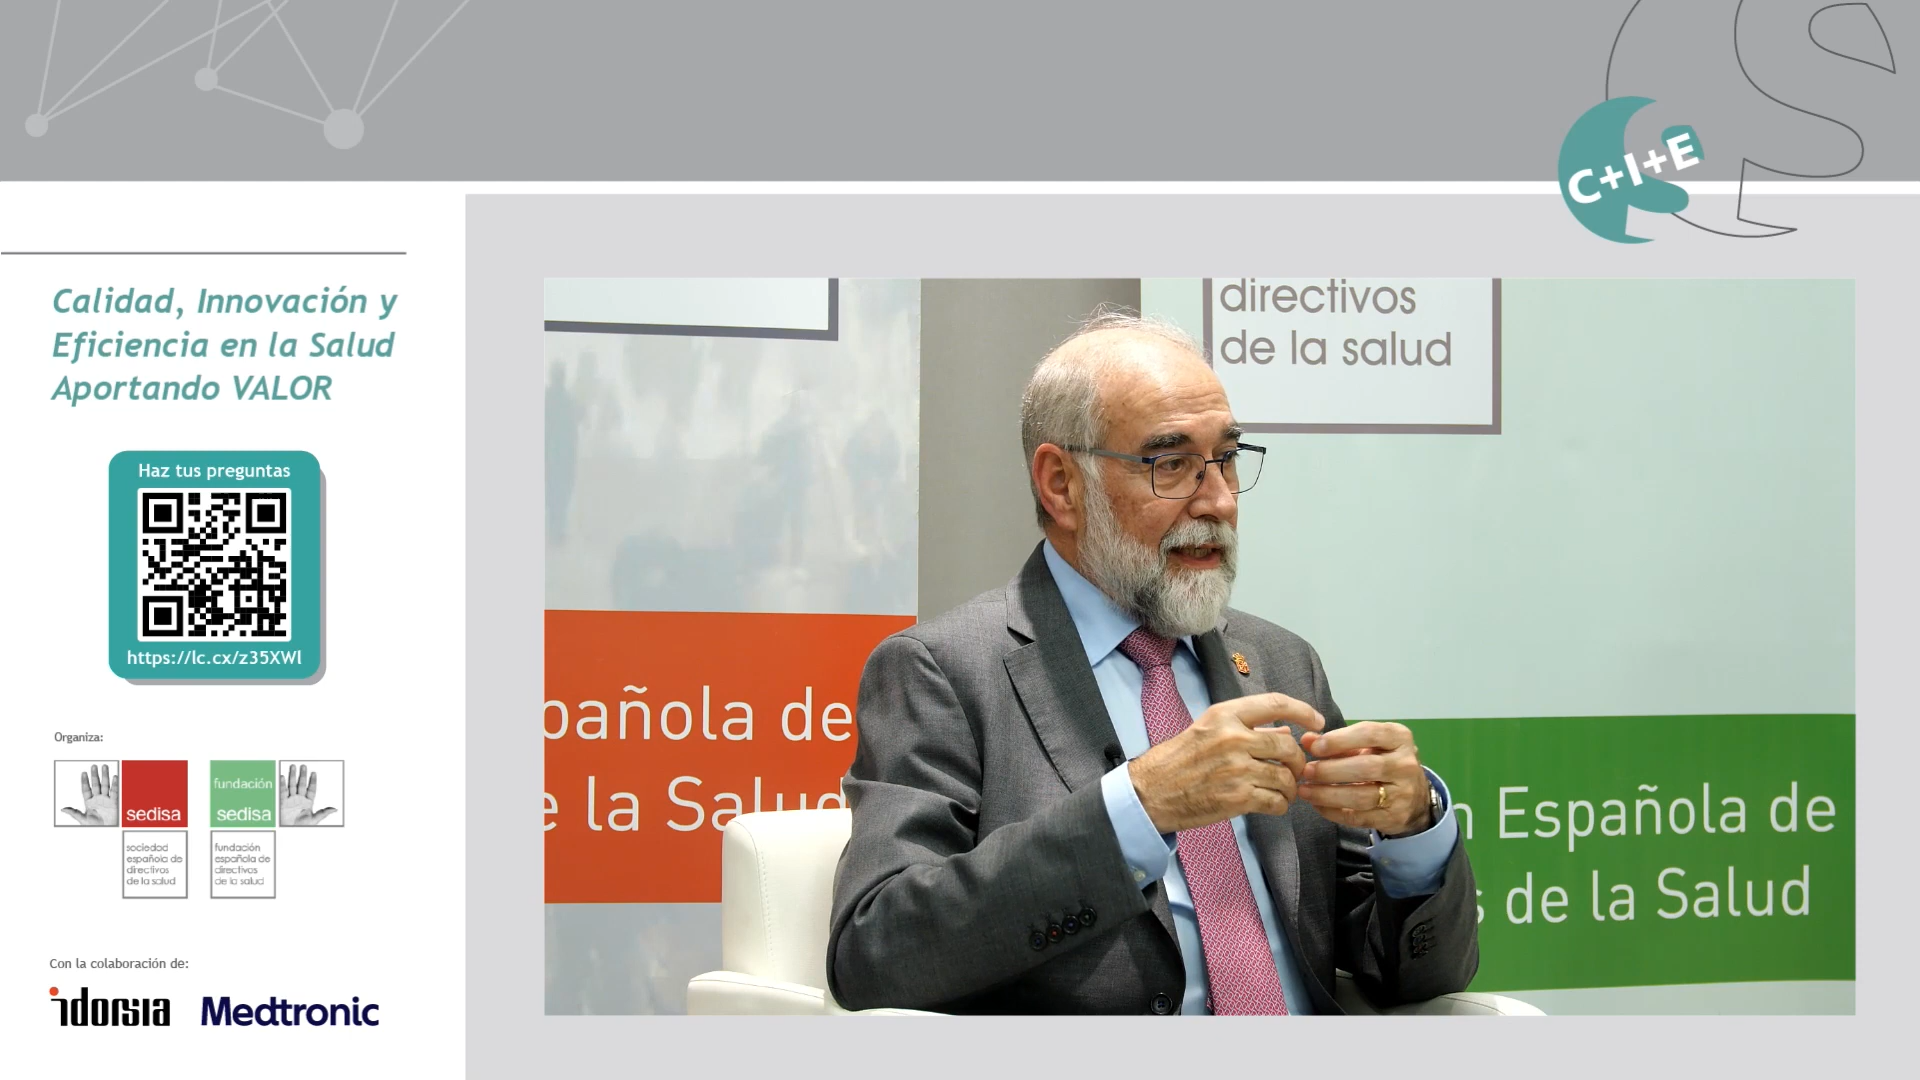 C+I+E
Calidad, Innovación y
Eficiencia en la Salud
Aportando VALOR
Haz tus preguntas
https://lc.cx/z35XWl
Organiza:
sedisa
sociedad
española de
directivos
de la salud
fundación
sedisa
fundación
española de
directivos
de la salud
Con la colaboración de:
idorsia
Medtronic
directivos
de la salud
pañola de
e la Salud
n Española de
s de la Salud